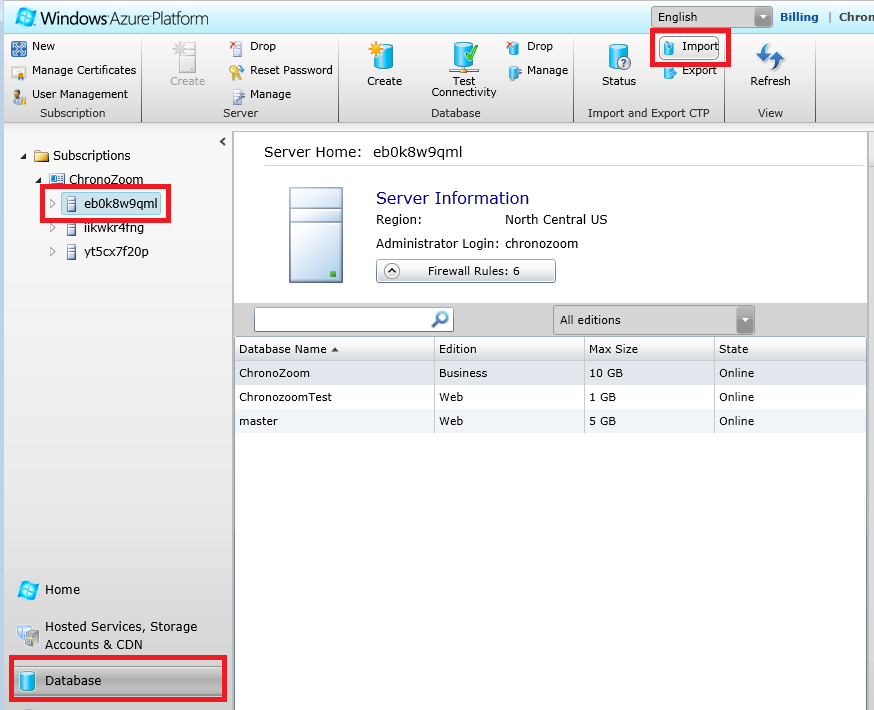 Windows Azure Platform
English
Billing | Chron
New
Manage Certificates
User Management
Subscription
Create
Drop
Reset Password
Manage
Server
Create
Test Connectivity
Drop
Manage
Database
Status
Import
Export
Import and Export CTP
Refresh
View
Subscriptions
ChronoZoom
eb0k8w9qml
iikwkr4fng
yt5cx7f20p
Home
Hosted Services, Storage
Accounts & CDN
Database
Server Home: eb0k8w9qml
Server Information
Region: North Central US
Administrator Login: chronozoom
Firewall Rules: 6
All editions
Database Name Edition Max Size State
ChronoZoom Business 10 GB Online
ChronozoomTest Web 1 GB Online
master Web 5 GB Online